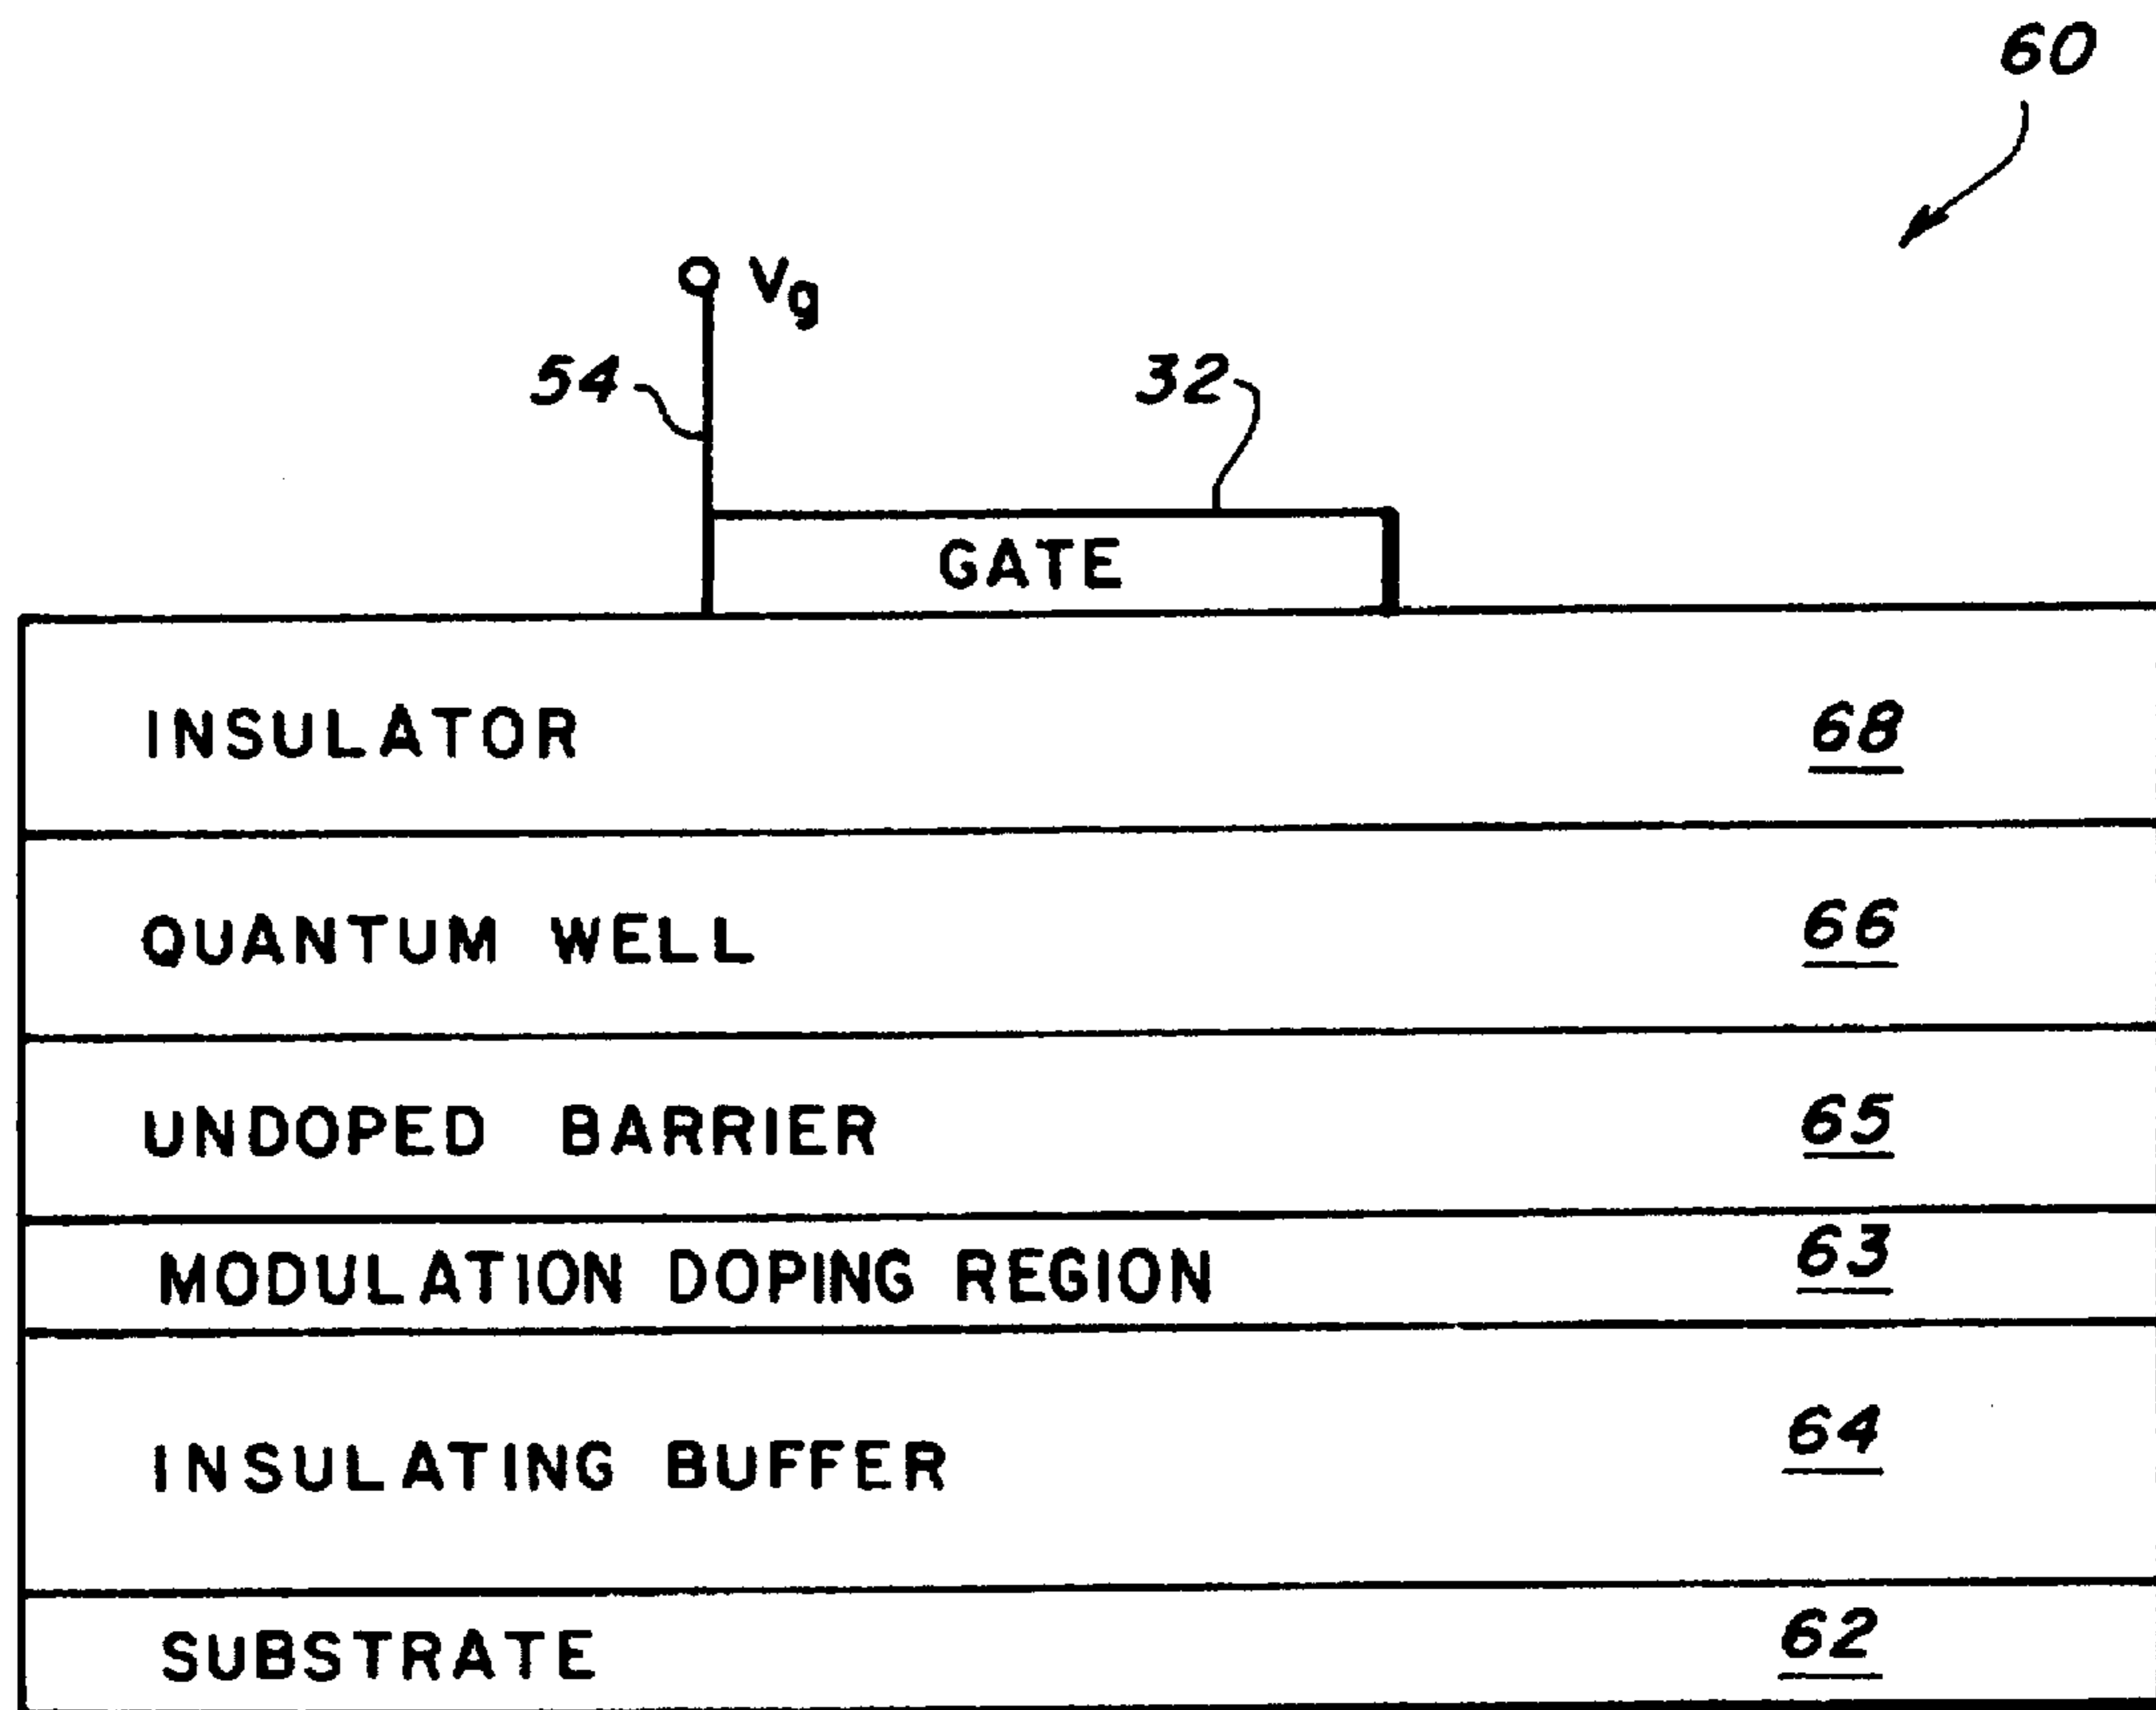 60
Vg
54
32
GATE
INSULATOR 68
QUANTUM WELL 66
UNDOPED BARRIER 65
MODULATION DOPING REGION 63
INSULATING BUFFER 64
SUBSTRATE 62